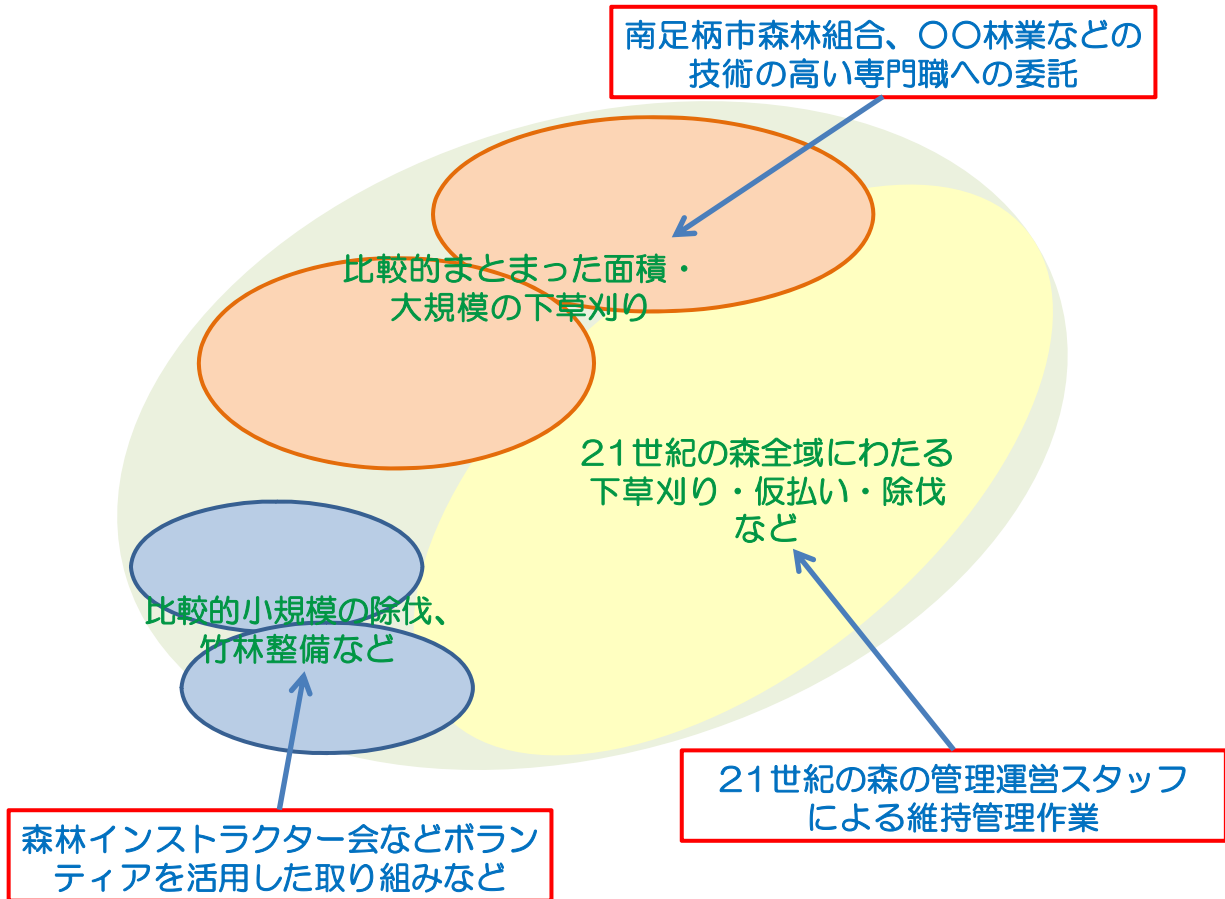 南足柄市森林組合、〇〇林業などの
技術の高い専門職への委託
比較的まとまった面積・
大規模の下草刈り
21世紀の森全域にわたる
下草刈り・仮払い・除伐
など
比較的小規模の除伐、
竹林整備など
21世紀の森の管理運営スタッフ
による維持管理作業
森林インストラクター会などボラン
ティアを活用した取り組みなど